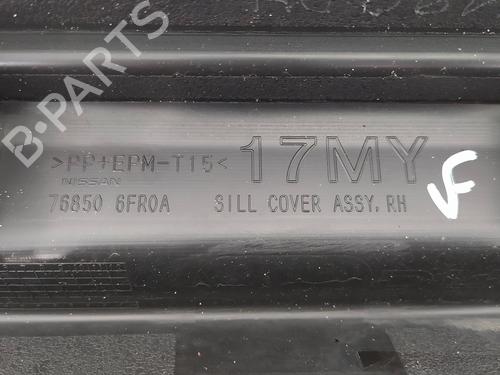 B-PARTS
>PP+EPM-T15< 17MY
NISSAN
76850 6FR0A SILL COVER ASSY, RH
VF